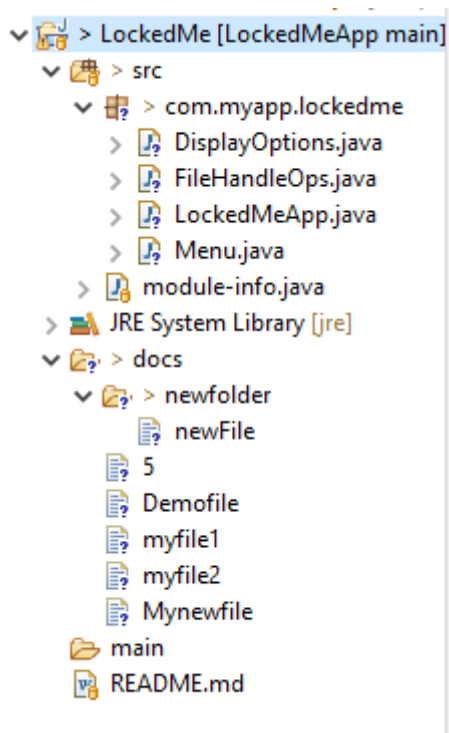 > LockedMe [LockedMeApp main]
> src
> com.myapp.lockedme
DisplayOptions.java
FileHandleOps.java
LockedMeApp.java
Menu.java
module-info.java
JRE System Library [jre]
> docs
> newfolder
newFile
5
Demofile
myfile1
myfile2
Mynewfile
main
README.md